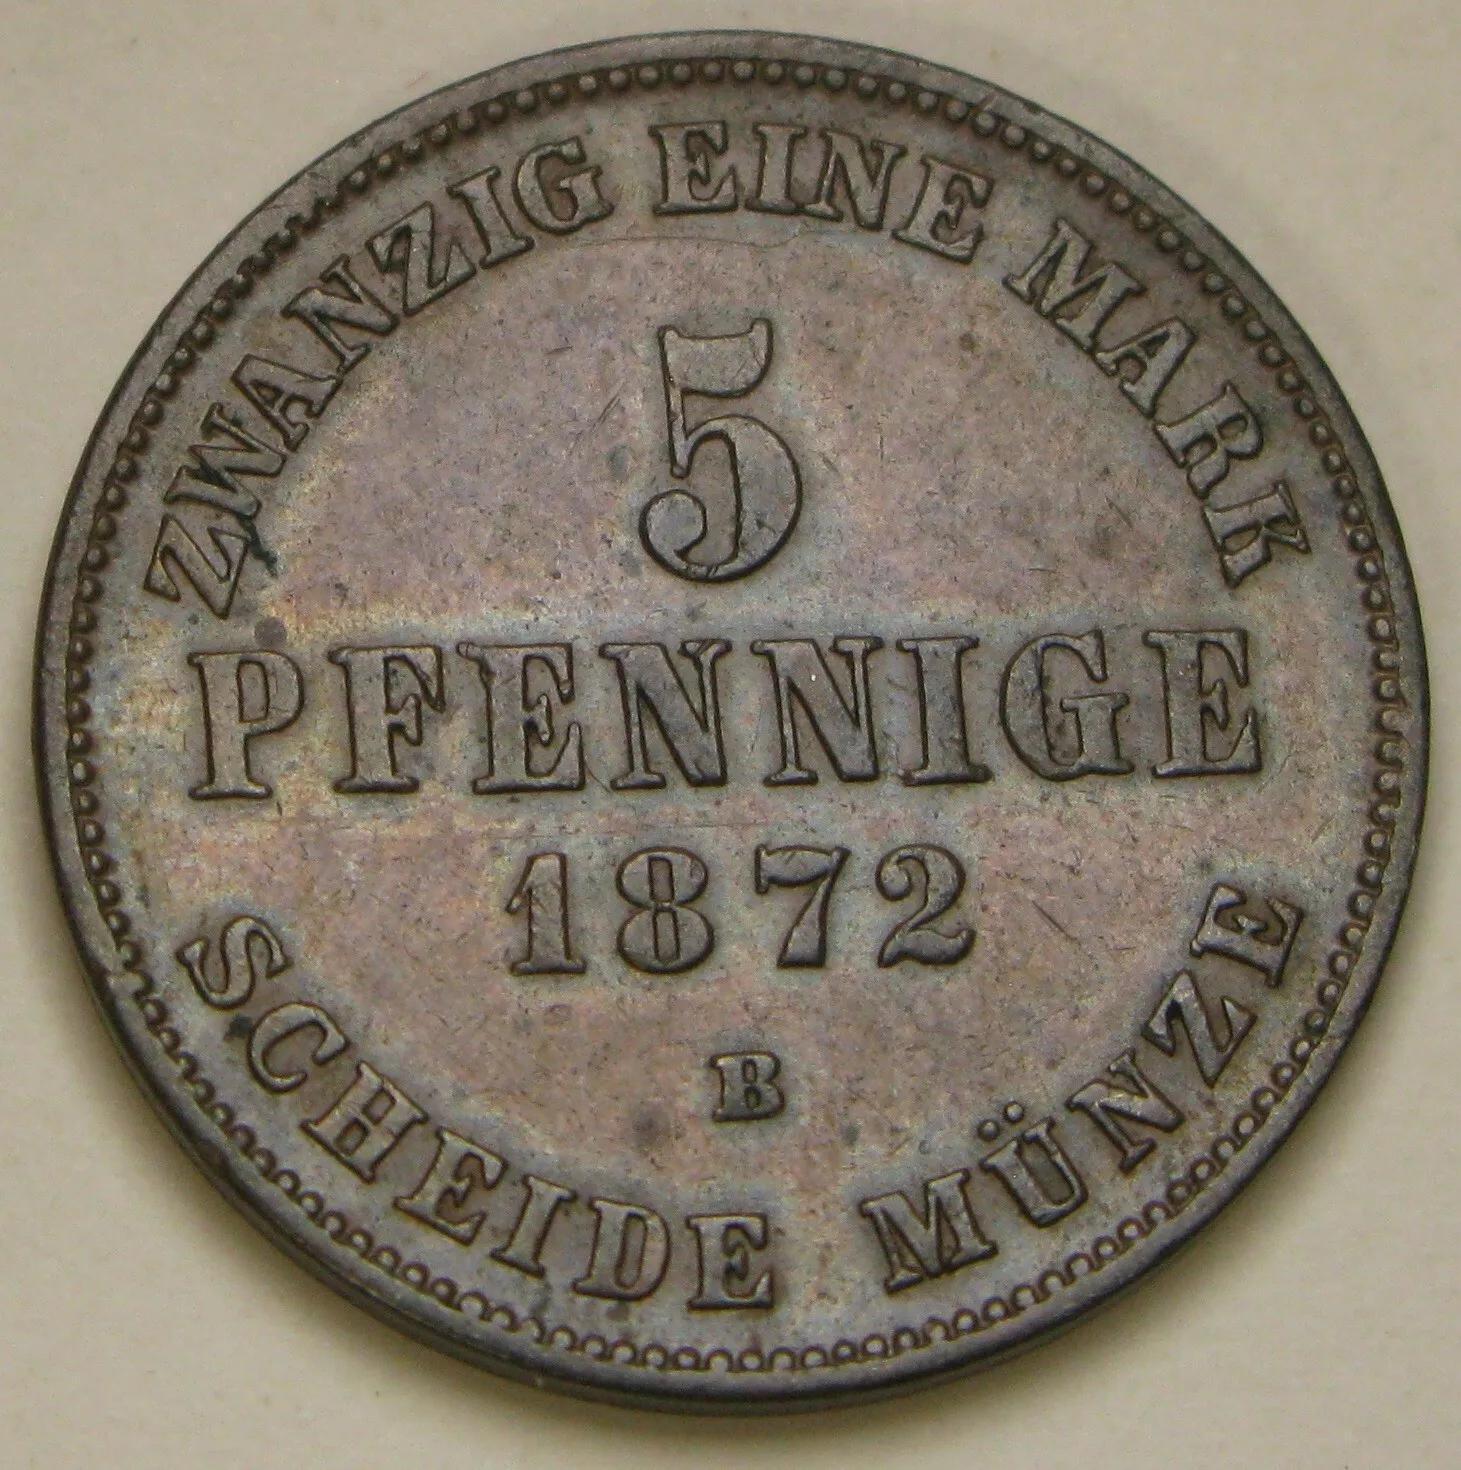 ZWANZIG EINE MARK
5
PFENNIGE
1872
B
SCHEIDE MÜNZE